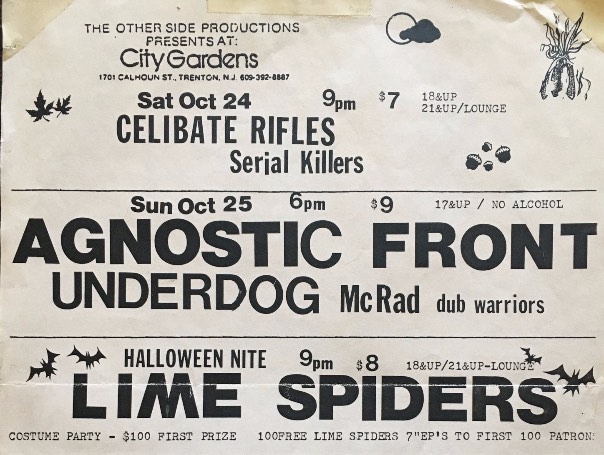 THE OTHER SIDE PRODUCTIONS
PRESENTS AT:
City Gardens
1701 CALHOUN ST., TRENTON, N.J. 609-392-8887
Sat Oct 24 9pm $7 18&UP
21&UP/LOUNGE
CELIBATE RIFLES
Serial Killers
Sun Oct 25 6pm $9 17&UP / NO ALCOHOL
AGNOSTIC FRONT
UNDERDOG McRad dub warriors
HALLOWEEN NITE 9pm $8 18&UP/21&UP-LOUNGE
LIME SPIDERS
COSTUME PARTY - $100 FIRST PRIZE 100FREE LIME SPIDERS 7"EP'S TO FIRST 100 PATRON